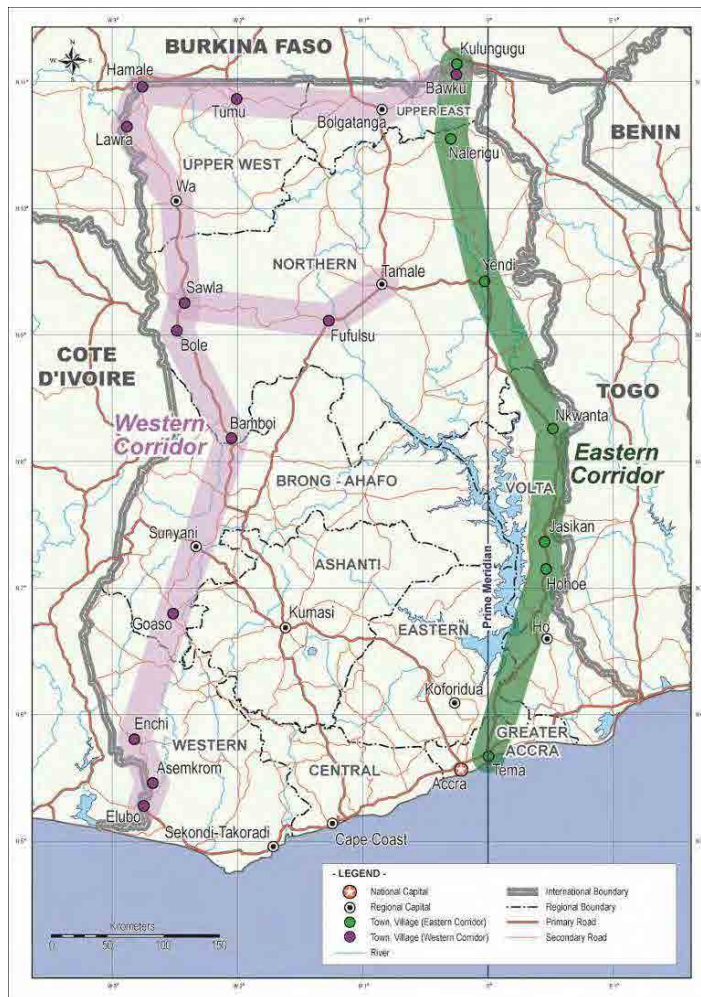 BURKINA FASO
Kulungugu
Hamale
Bawku
Tumu
Bolgatanga
UPPER EAST
BENIN
Lawra
Nalerigu
UPPER WEST
Wa
NORTHERN
Tamale
Yendi
Sawla
Fufulsu
Bole
COTE
D'IVOIRE
TOGO
Western
Corridor
Bamboi
Nkwanta
Eastern
Corridor
BRONG - AHAFO
VOLTA
Sunyani
Jasikan
ASHANTI
Prime Meridian
Hohoe
Goaso
Kumasi
EASTERN
Ho
Koforidua
Enchi
WESTERN
GREATER
ACCRA
Asemkrom
CENTRAL
Accra
Tema
Elubo
Sekondi-Takoradi
Cape Coast
- LEGEND -
National Capital
Regional Capital
Town, Village (Eastern Corridor)
Town, Village (Western Corridor)
River
International Boundary
Regional Boundary
Primary Road
Secondary Road
Kilometers
0 25 50 100 150
N
W E
S